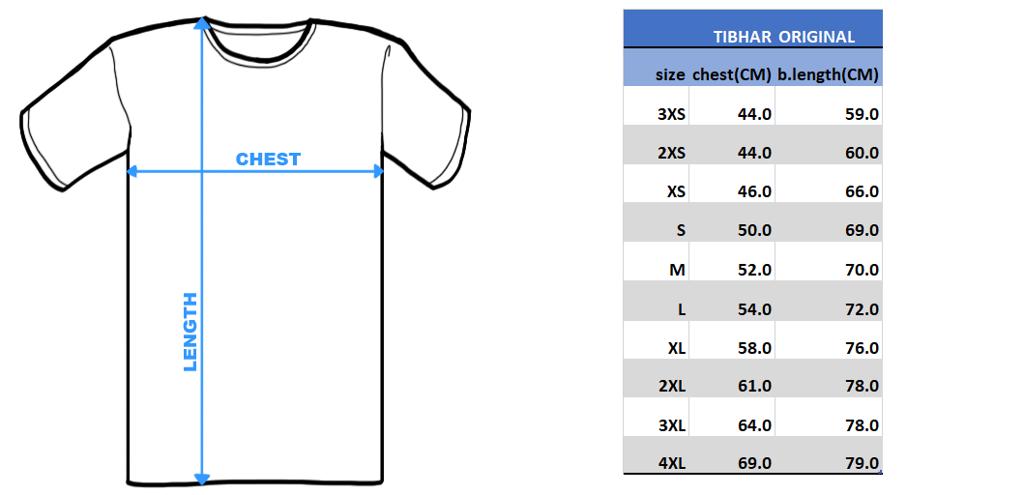 CHEST
LENGTH
TIBHAR ORIGINAL
size chest(CM) b.length(CM)
3XS 44.0 59.0
2XS 44.0 60.0
XS 46.0 66.0
S 50.0 69.0
M 52.0 70.0
L 54.0 72.0
XL 58.0 76.0
2XL 61.0 78.0
3XL 64.0 78.0
4XL 69.0 79.0